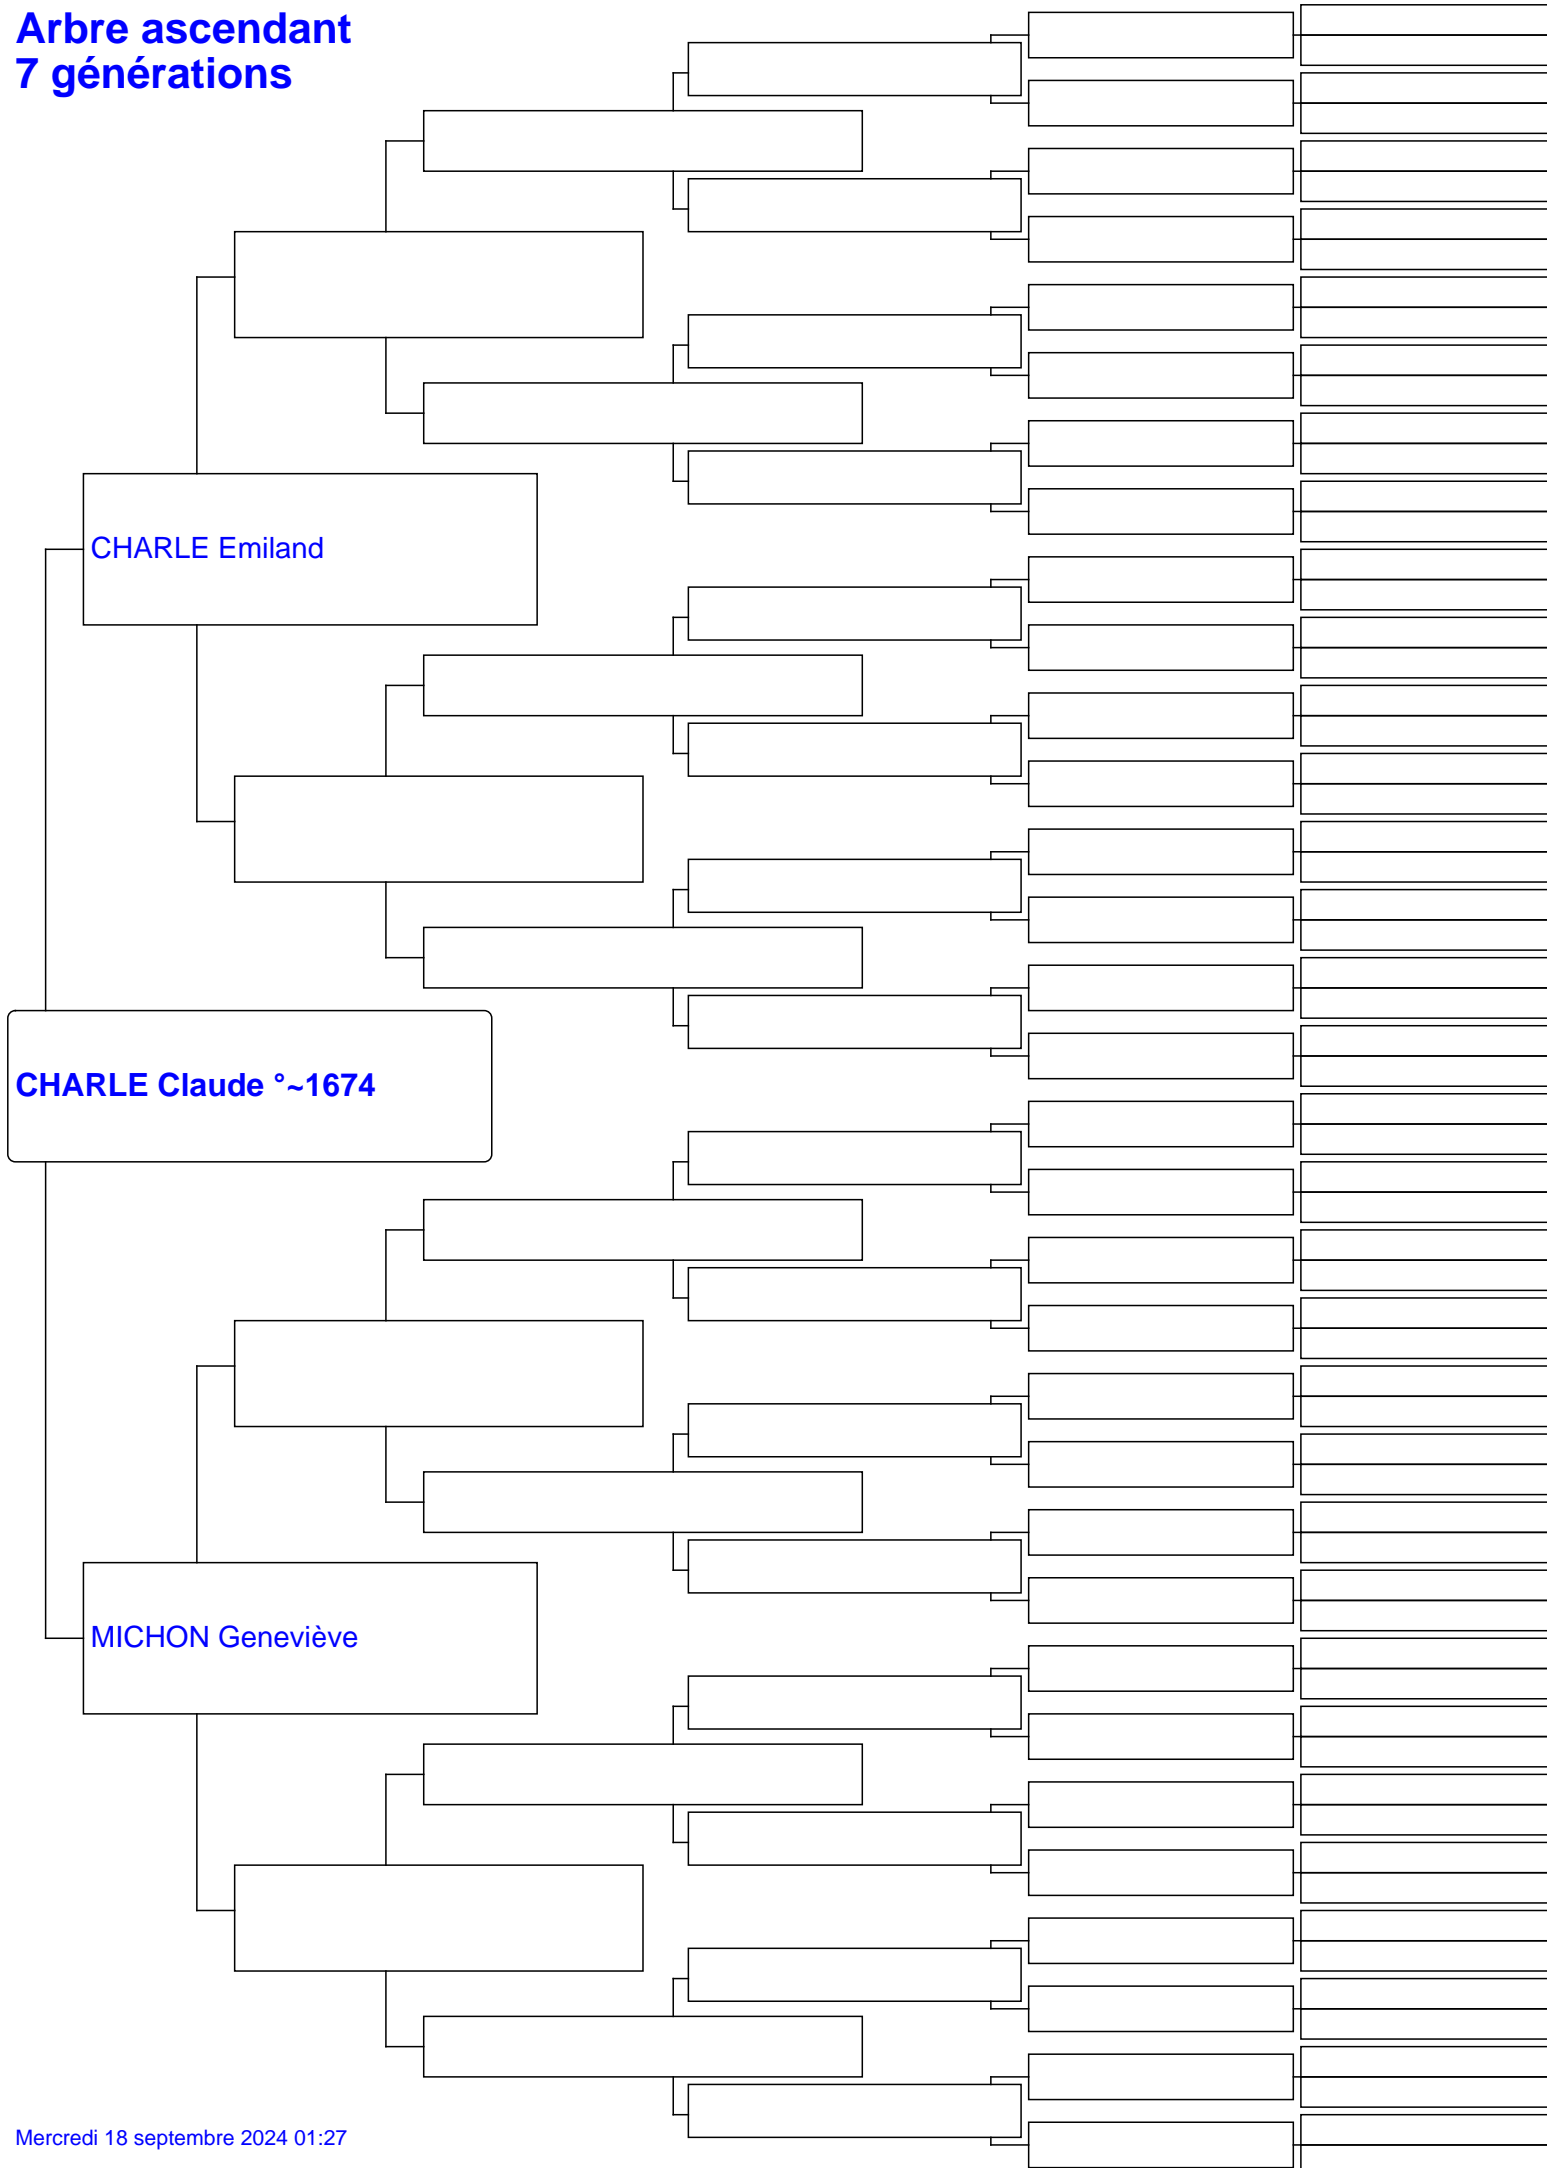 Arbre ascendant
7 générations
CHARLE Emiland
CHARLE Claude °~1674
MICHON Geneviève
Mercredi 18 septembre 2024 01:27